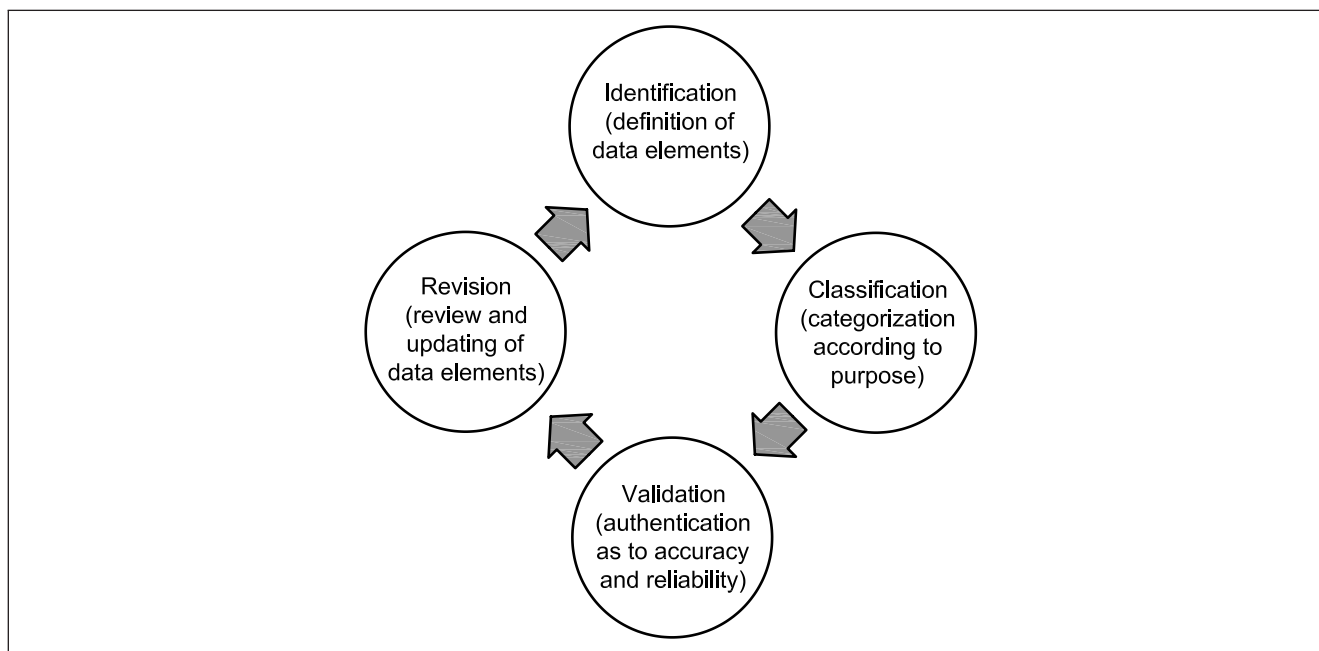 Identification
(definition of
data elements)
Classification
(categorization
according to
purpose)
Validation
(authentication
as to accuracy
and reliability)
Revision
(review and
updating of
data elements)